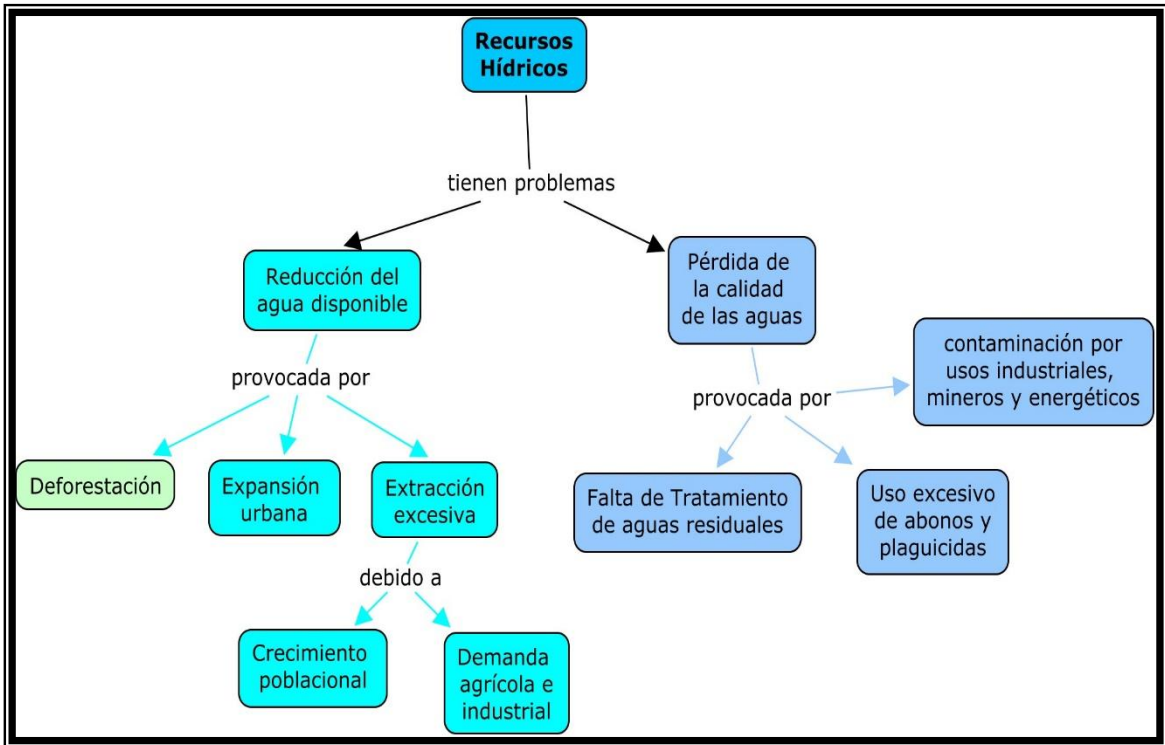 Recursos
Hídricos
tienen problemas
Reducción del
agua disponible
Pérdida de
la calidad
de las aguas
provocada por
provocada por
contaminación por
usos industriales,
mineros y energéticos
Deforestación
Expansión
urbana
Extracción
excesiva
Falta de Tratamiento
de aguas residuales
Uso excesivo
de abonos y
plaguicidas
debido a
Crecimiento
poblacional
Demanda
agrícola e
industrial